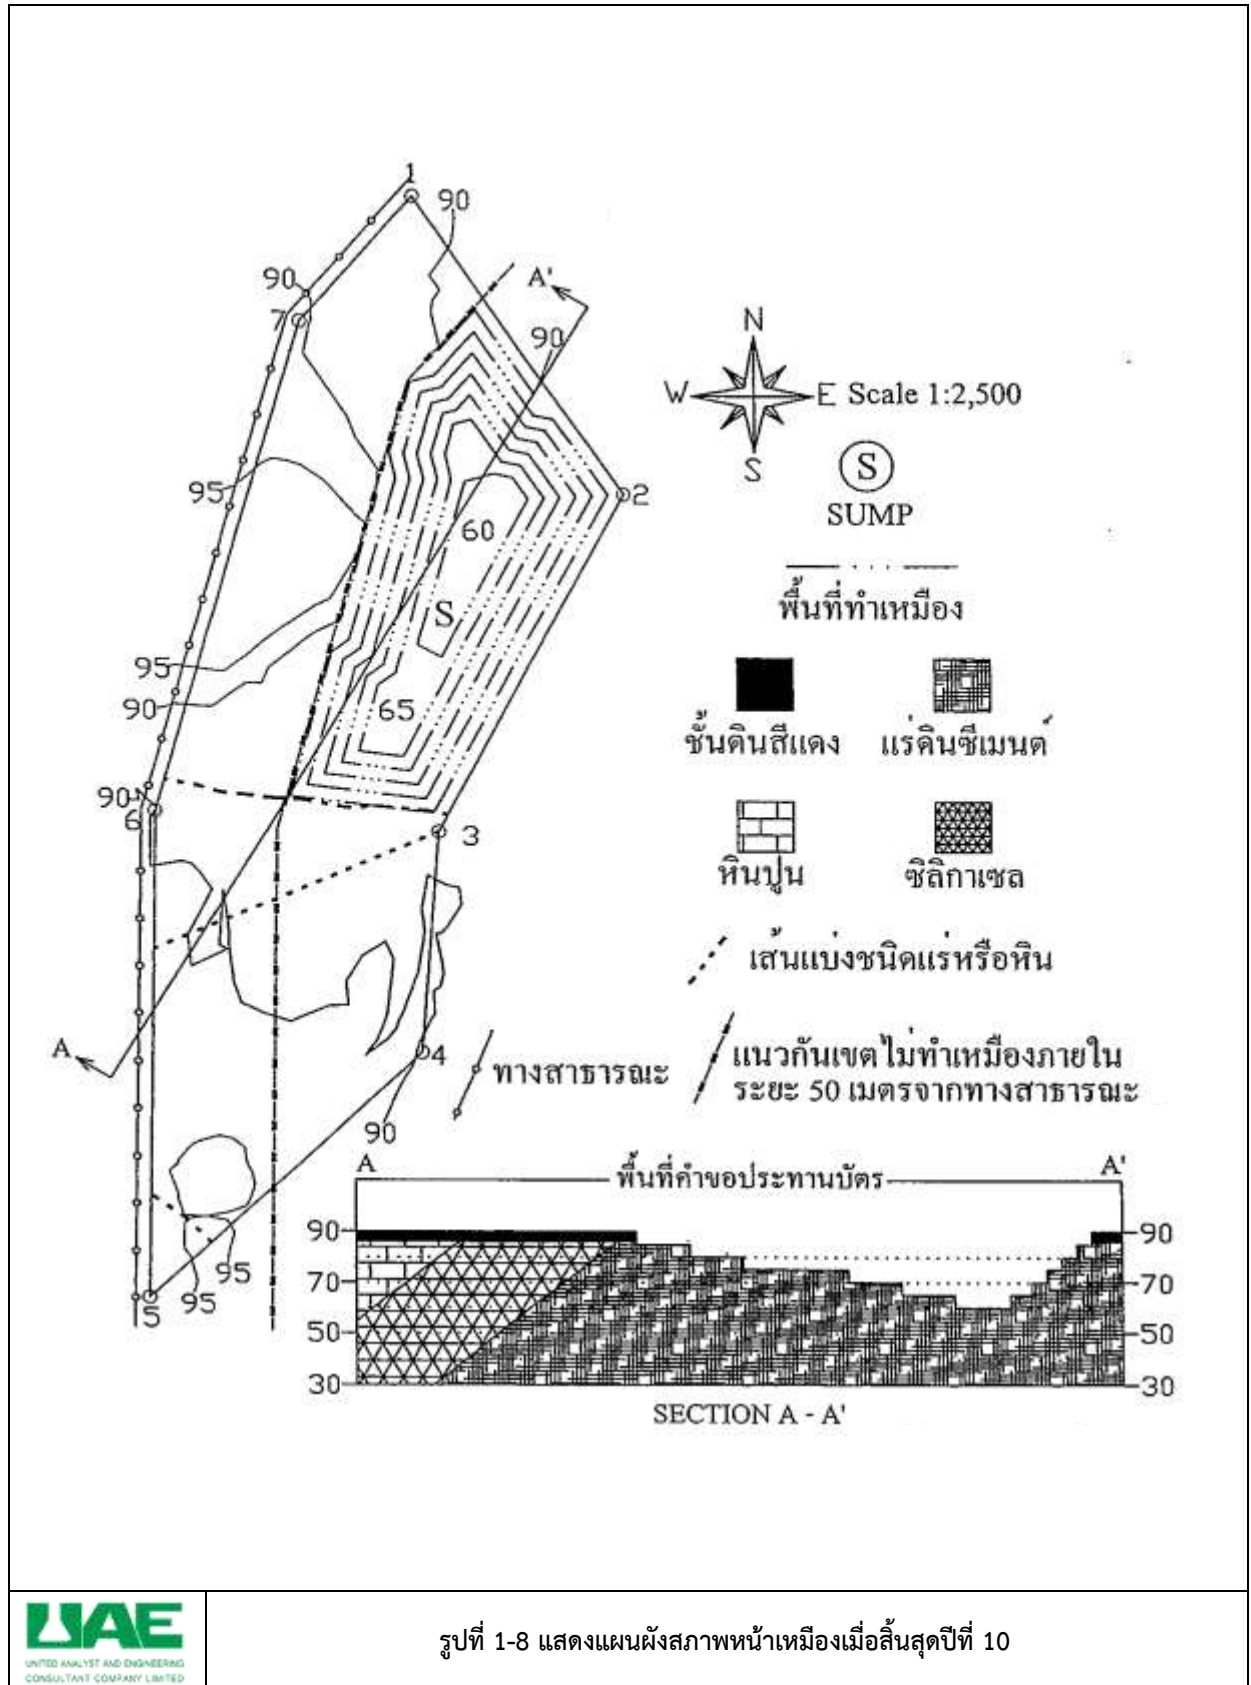 1
90
A'
90
7
90
N
W
E Scale 1:2,500
S
S
SUMP
95
2
60
พื้นที่ทำเหมือง
S
95
90
65
ชั้นดินสีแดง
แร่ดินซีเมนต์
90
6
3
หินปูน
ซิลิกาเซล
เส้นแบ่งชนิดแร่หรือหิน
A
4
ทางสาธารณะ
แนวกันเขตไม่ทำเหมืองภายใน
ระยะ 50 เมตรจากทางสาธารณะ
90
A
พื้นที่คำขอประทานบัตร
A'
90
90
95
95
5
70
70
50
50
30
30
SECTION A - A'
UAE
UNITED ANALYST AND ENGINEERING
CONSULTANT COMPANY LIMITED
รูปที่ 1-8 แสดงแผนผังสภาพหน้าเหมืองเมื่อสิ้นสุดปีที่ 10